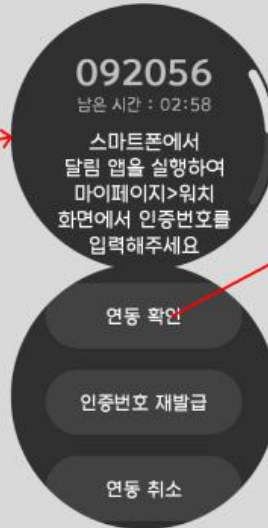 092056
남은 시간 : 02:58
스마트폰에서
달림 앱을 실행하여
마이페이지>워치
화면에서 인증번호를
입력해주세요
연동 확인
인증번호 재발급
연동 취소